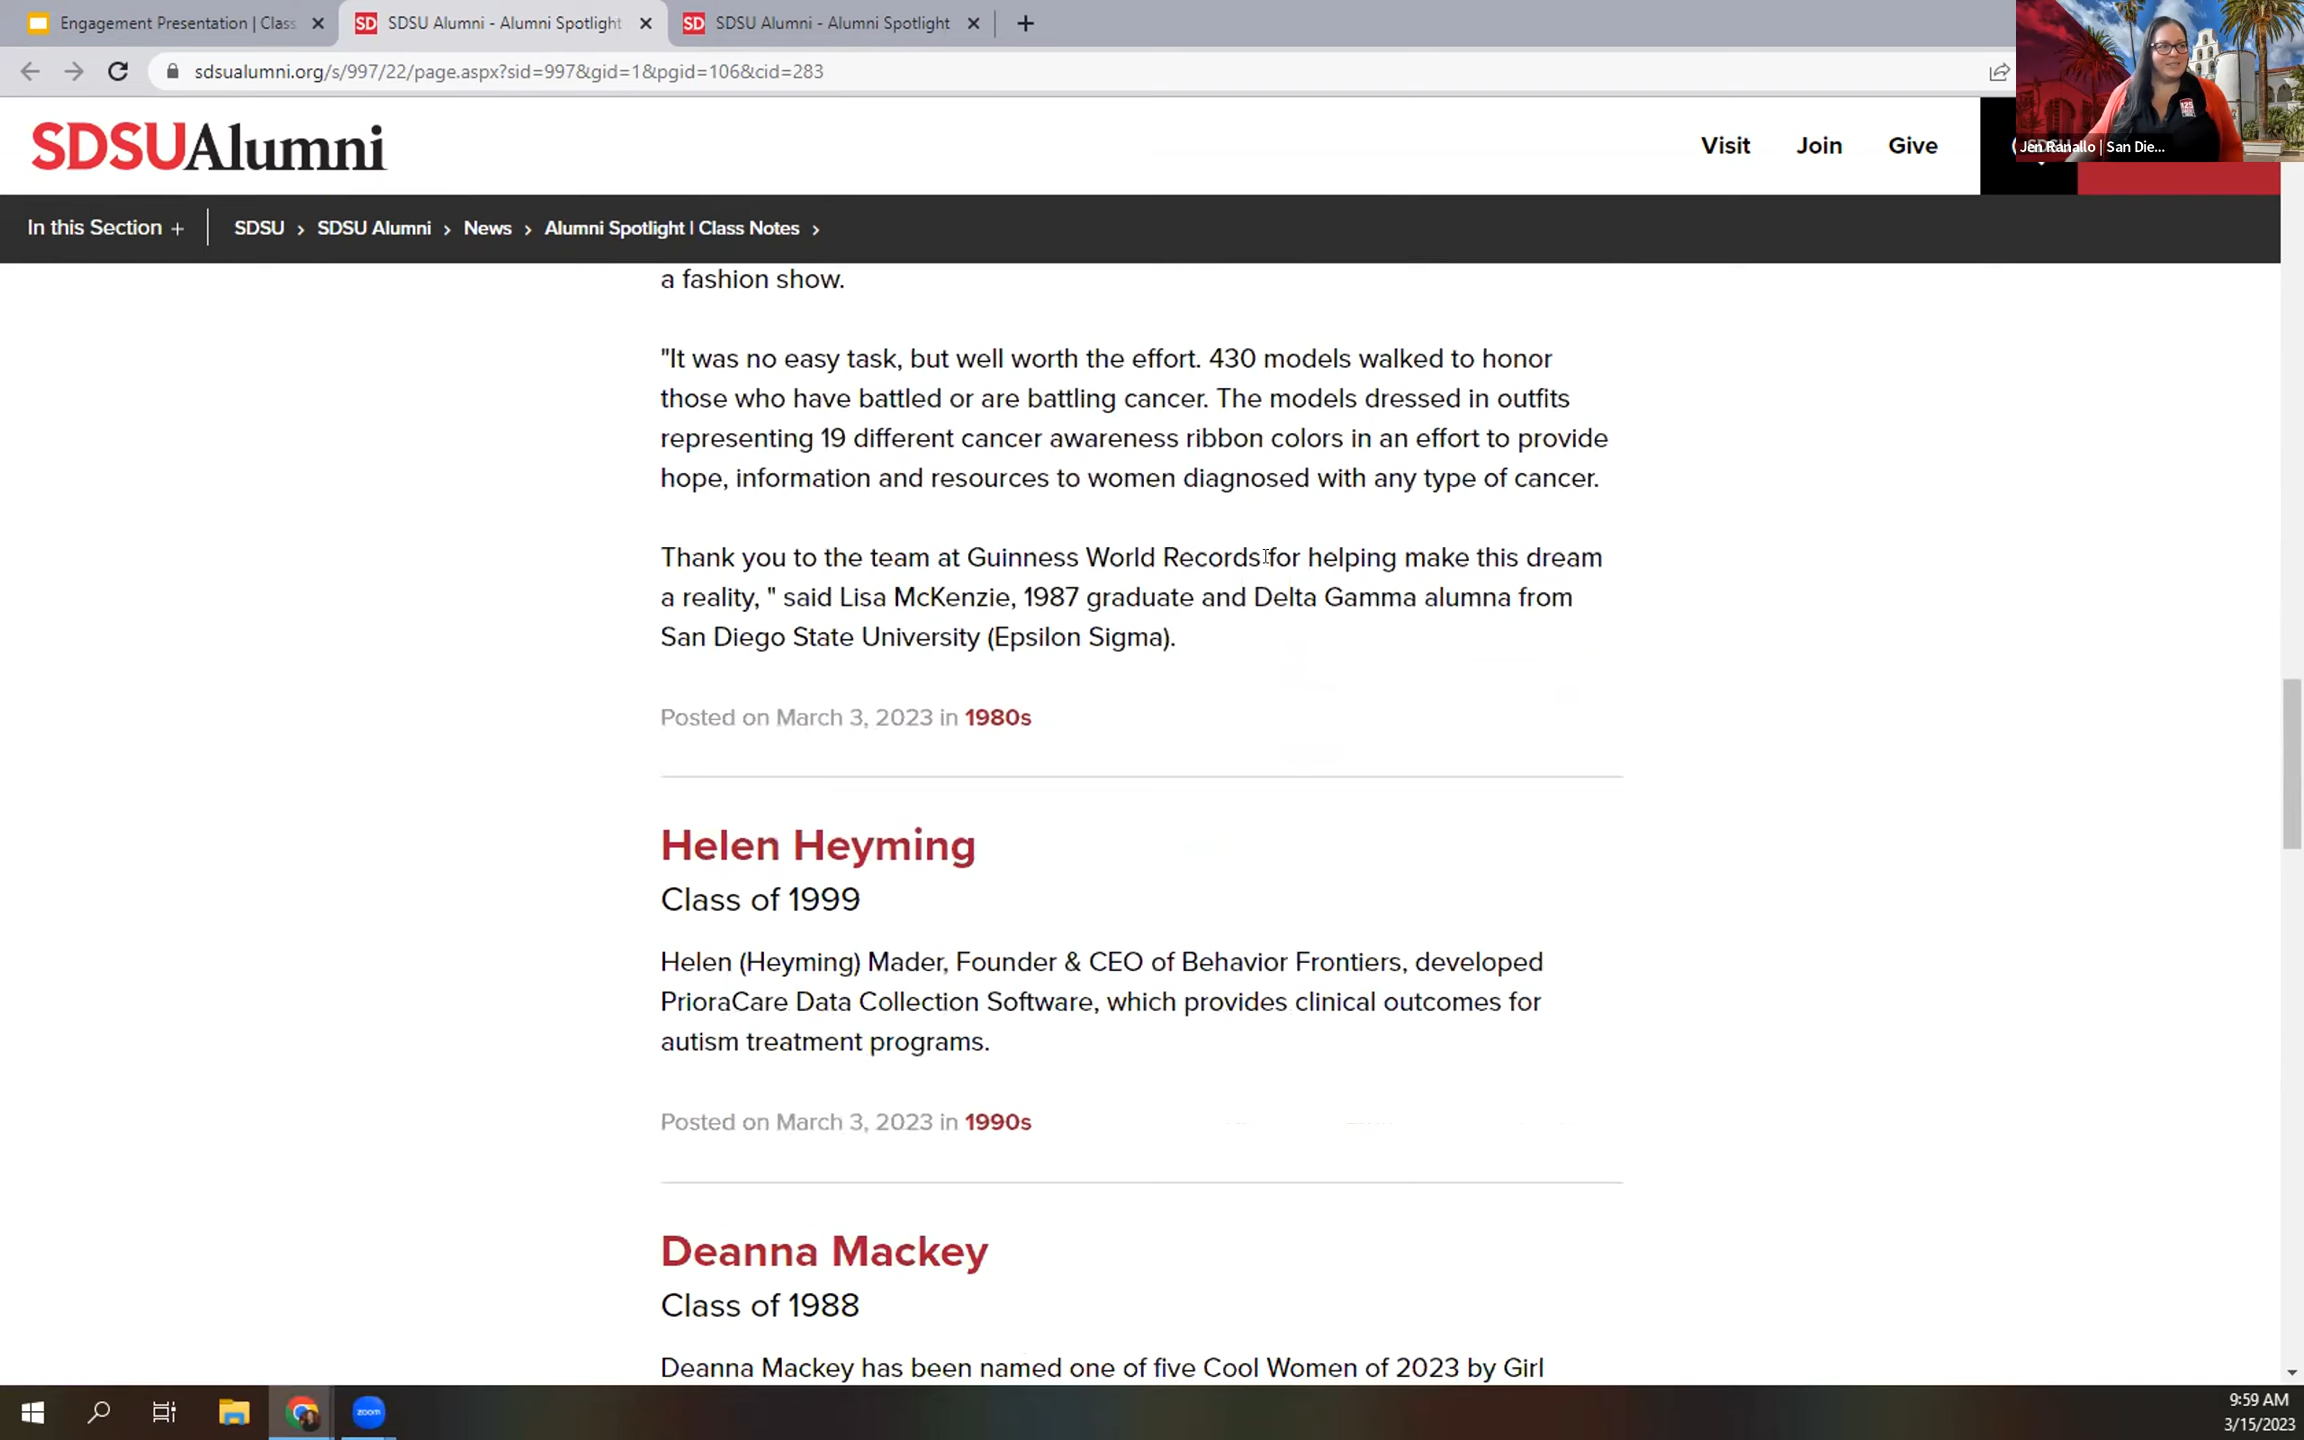 Engagement Presentation | Class
SDSU Alumni - Alumni Spotlight
SDSU Alumni - Alumni Spotlight
sdsualumni.org/s/997/22/page.aspx?sid=997&gid=1&pgid=106&cid=283
SDSUAlumni
Visit Join Give
Jen Ranallo | San Die...
In this Section +
SDSU › SDSU Alumni › News › Alumni Spotlight | Class Notes ›
a fashion show.
"It was no easy task, but well worth the effort. 430 models walked to honor
those who have battled or are battling cancer. The models dressed in outfits
representing 19 different cancer awareness ribbon colors in an effort to provide
hope, information and resources to women diagnosed with any type of cancer.
Thank you to the team at Guinness World Records for helping make this dream
a reality, " said Lisa McKenzie, 1987 graduate and Delta Gamma alumna from
San Diego State University (Epsilon Sigma).
Posted on March 3, 2023 in 1980s
Helen Heyming
Class of 1999
Helen (Heyming) Mader, Founder & CEO of Behavior Frontiers, developed
PrioraCare Data Collection Software, which provides clinical outcomes for
autism treatment programs.
Posted on March 3, 2023 in 1990s
Deanna Mackey
Class of 1988
Deanna Mackey has been named one of five Cool Women of 2023 by Girl
zoom
9:59 AM
3/15/2023